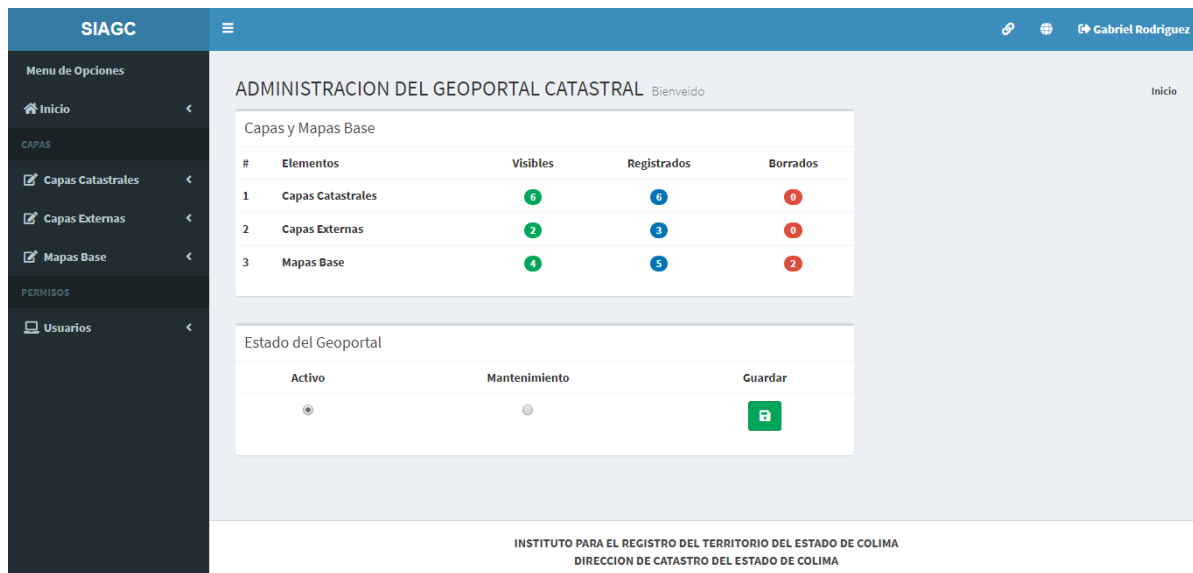 SIAGC
Gabriel Rodriguez
Menu de Opciones
Inicio
CAPAS
Capas Catastrales
Capas Externas
Mapas Base
PERMISOS
Usuarios
ADMINISTRACION DEL GEOPORTAL CATASTRAL Bienveido
Inicio
Capas y Mapas Base
# Elementos Visibles Registrados Borrados
1 Capas Catastrales 6 6 0
2 Capas Externas 2 3 0
3 Mapas Base 4 5 2
Estado del Geoportal
Activo Mantenimiento Guardar
INSTITUTO PARA EL REGISTRO DEL TERRITORIO DEL ESTADO DE COLIMA
DIRECCION DE CATASTRO DEL ESTADO DE COLIMA